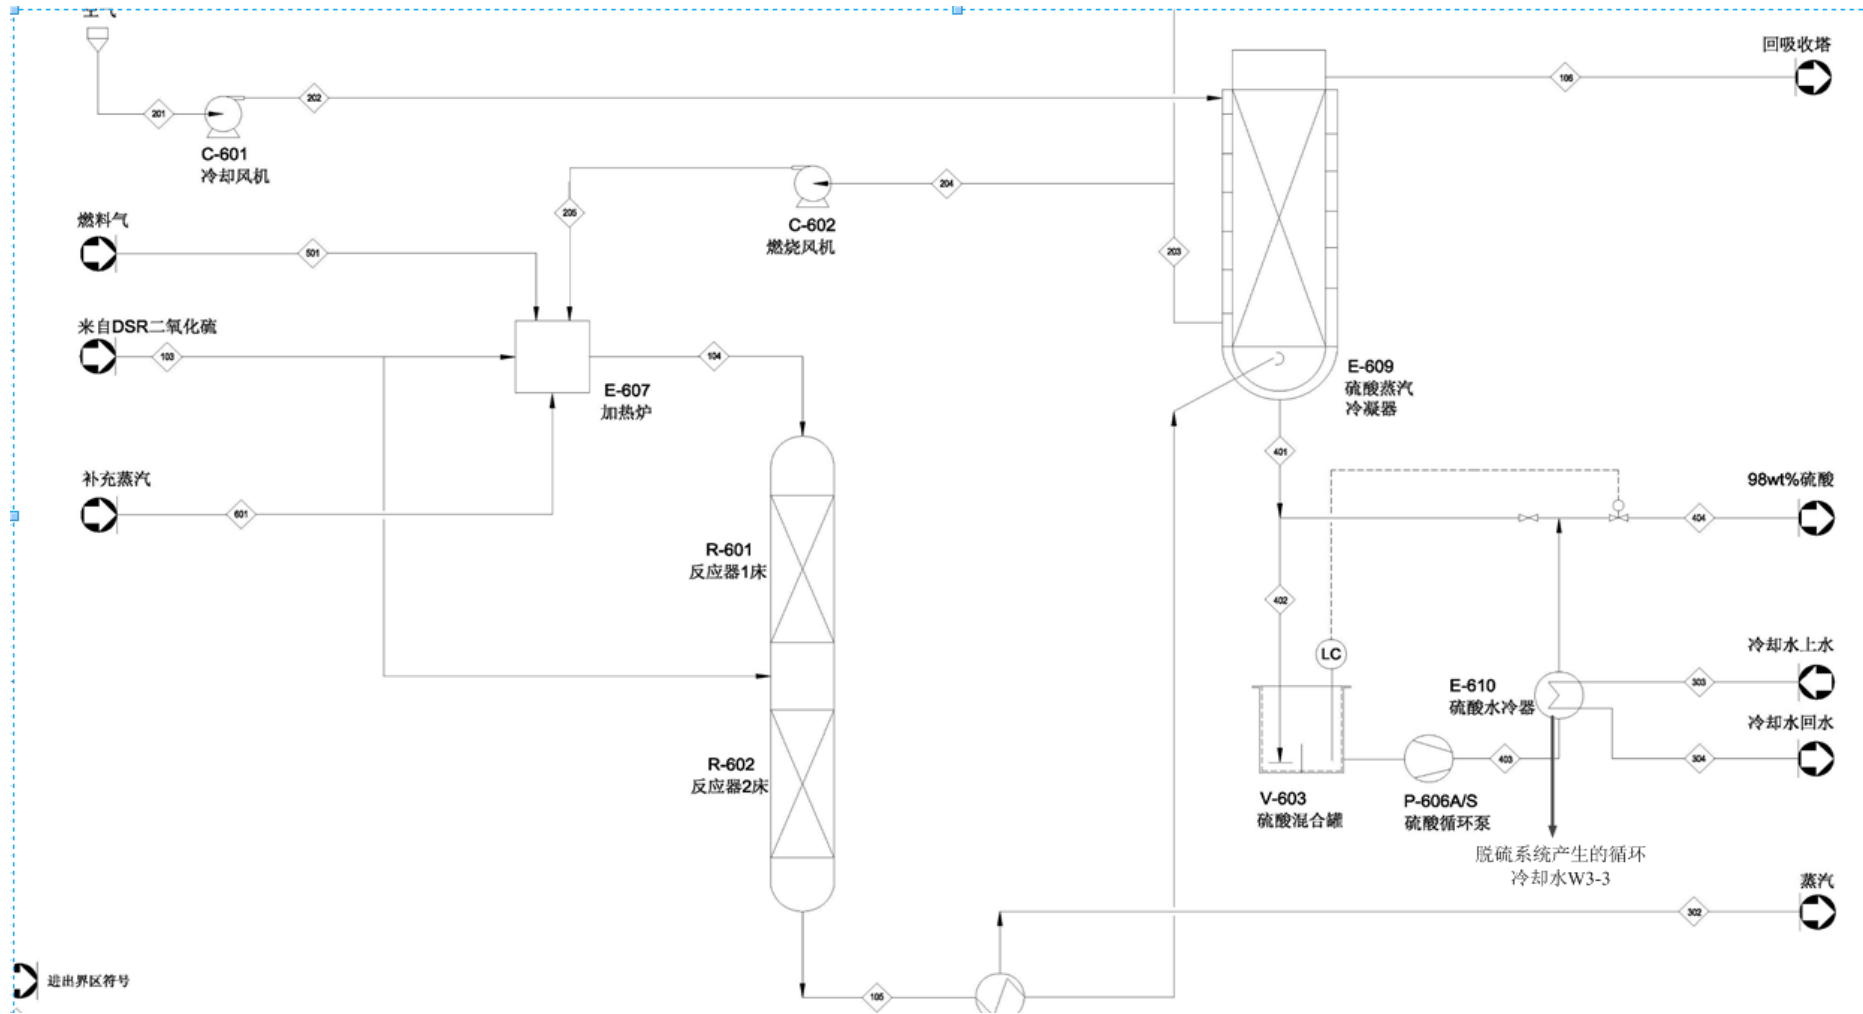 空气
回吸收塔
106
201
202
C-601
冷却风机
204
205
C-602
燃烧风机
燃料气
501
203
来自DSR二氧化硫
103
104
E-607
加热炉
E-609
硫酸蒸汽
冷凝器
401
补充蒸汽
601
98wt%硫酸
404
R-601
反应器1床
402
LC
冷却水上水
303
E-610
硫酸水冷器
冷却水回水
304
403
R-602
反应器2床
V-603
硫酸混合罐
P-606A/S
硫酸循环泵
脱硫系统产生的循环
冷却水W3-3
蒸汽
302
进出界区符号
105